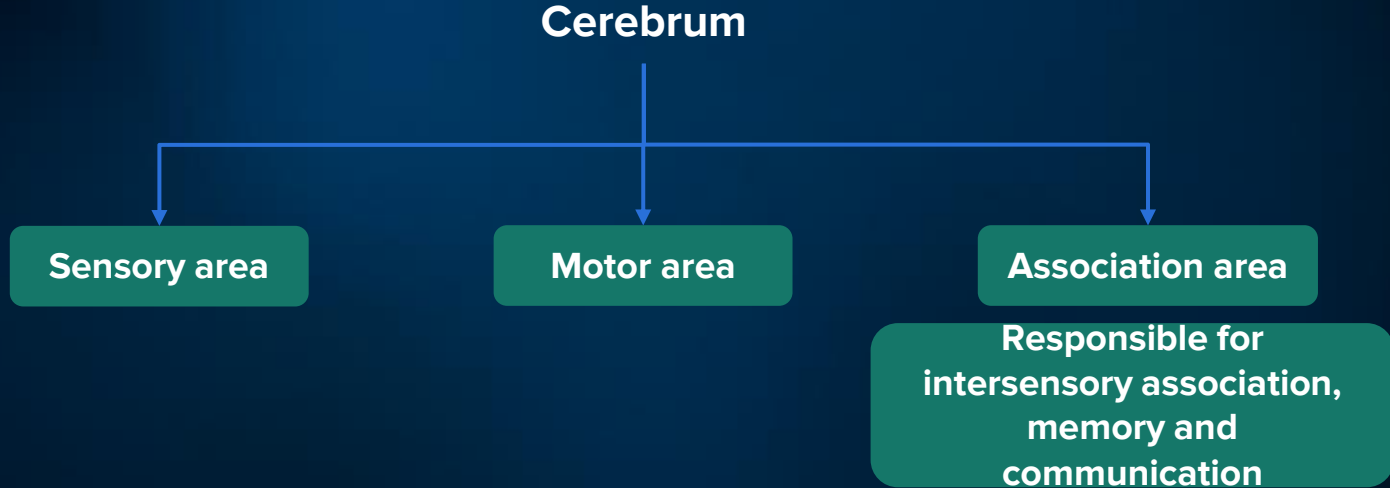 Cerebrum
Sensory area
Motor area
Association area
Responsible for
intersensory association,
memory and
communication